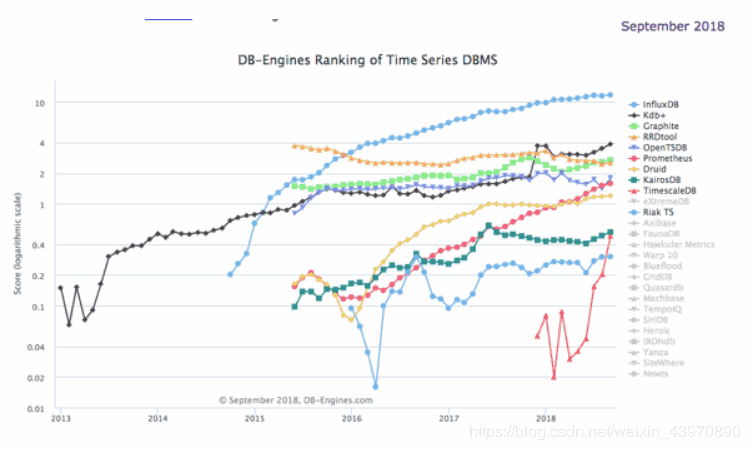 September 2018
DB-Engines Ranking of Time Series DBMS
Score (logarithmic scale)
10
4
2
1
0.4
0.2
0.1
0.04
0.02
0.01
2013
2014
2015
2016
2017
2018
© September 2018, DB-Engines.com
InfluxDB
Kdb+
Graphite
RRDtool
OpenTSDB
Prometheus
Druid
KairosDB
TimescaleDB
eXtremeDB
Riak TS
Axibase
FaunaDB
Hawkular Metrics
Warp 10
Blueflood
GridDB
Quasardb
Machbase
TempoIQ
SiriDB
Heroic
IRONdb
Yanza
SiteWhere
Newts
https://blog.csdn.net/weixin_43970890